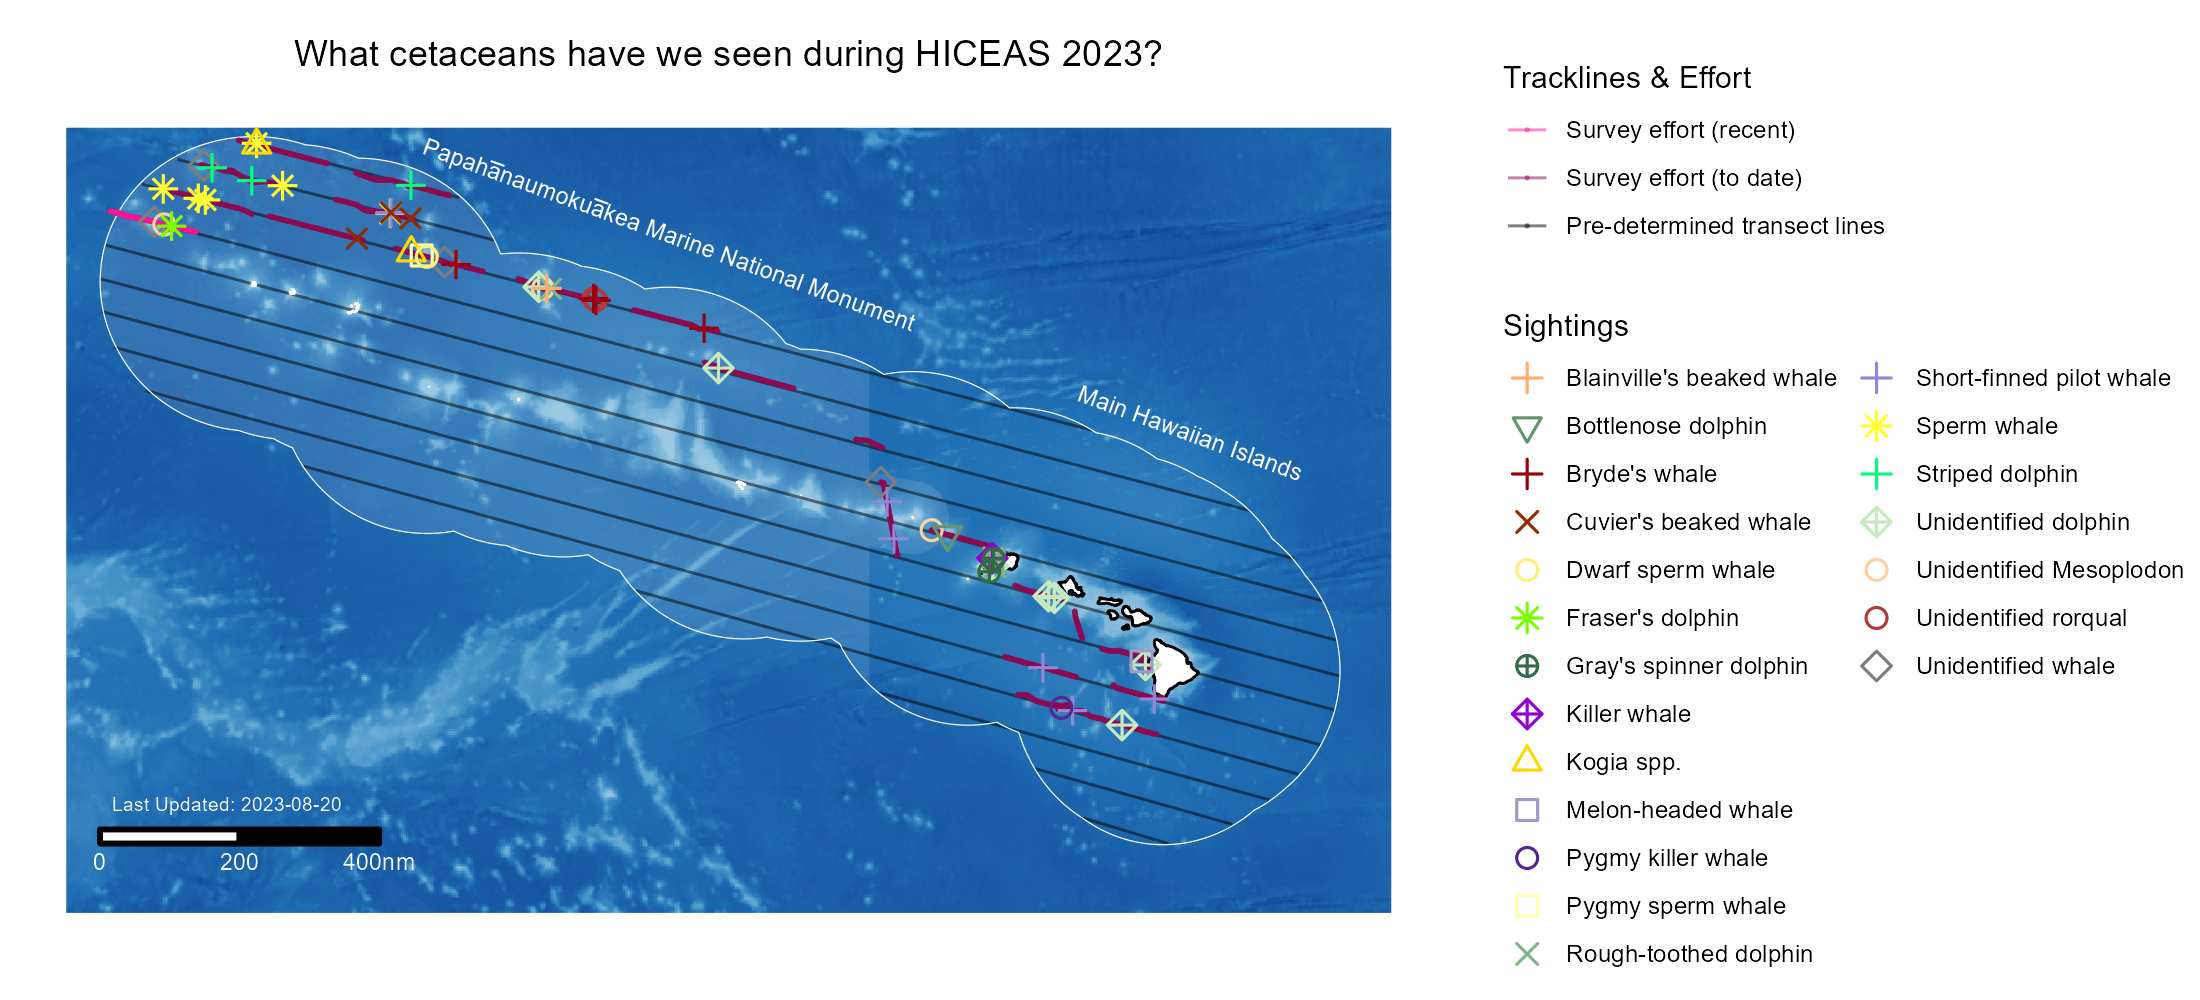 What cetaceans have we seen during HICEAS 2023?
Papahānaumokuākea Marine National Monument
Main Hawaiian Islands
Last Updated: 2023-08-20
0 200 400nm
Tracklines & Effort
Survey effort (recent)
Survey effort (to date)
Pre-determined transect lines
Sightings
Blainville's beaked whale
Bottlenose dolphin
Bryde's whale
Cuvier's beaked whale
Dwarf sperm whale
Fraser's dolphin
Gray's spinner dolphin
Killer whale
Kogia spp.
Melon-headed whale
Pygmy killer whale
Pygmy sperm whale
Rough-toothed dolphin
Short-finned pilot whale
Sperm whale
Striped dolphin
Unidentified dolphin
Unidentified Mesoplodon
Unidentified rorqual
Unidentified whale